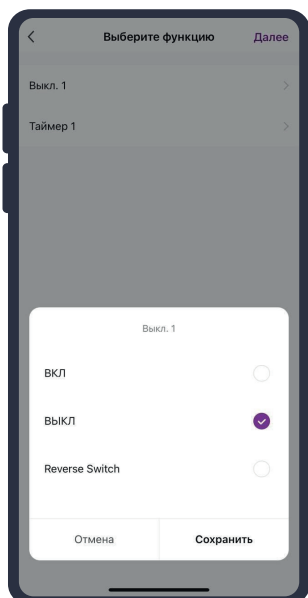 Выберите функцию Далее
Выкл. 1
Таймер 1
Выкл. 1
ВКЛ
ВЫКЛ
Reverse Switch
Отмена Сохранить